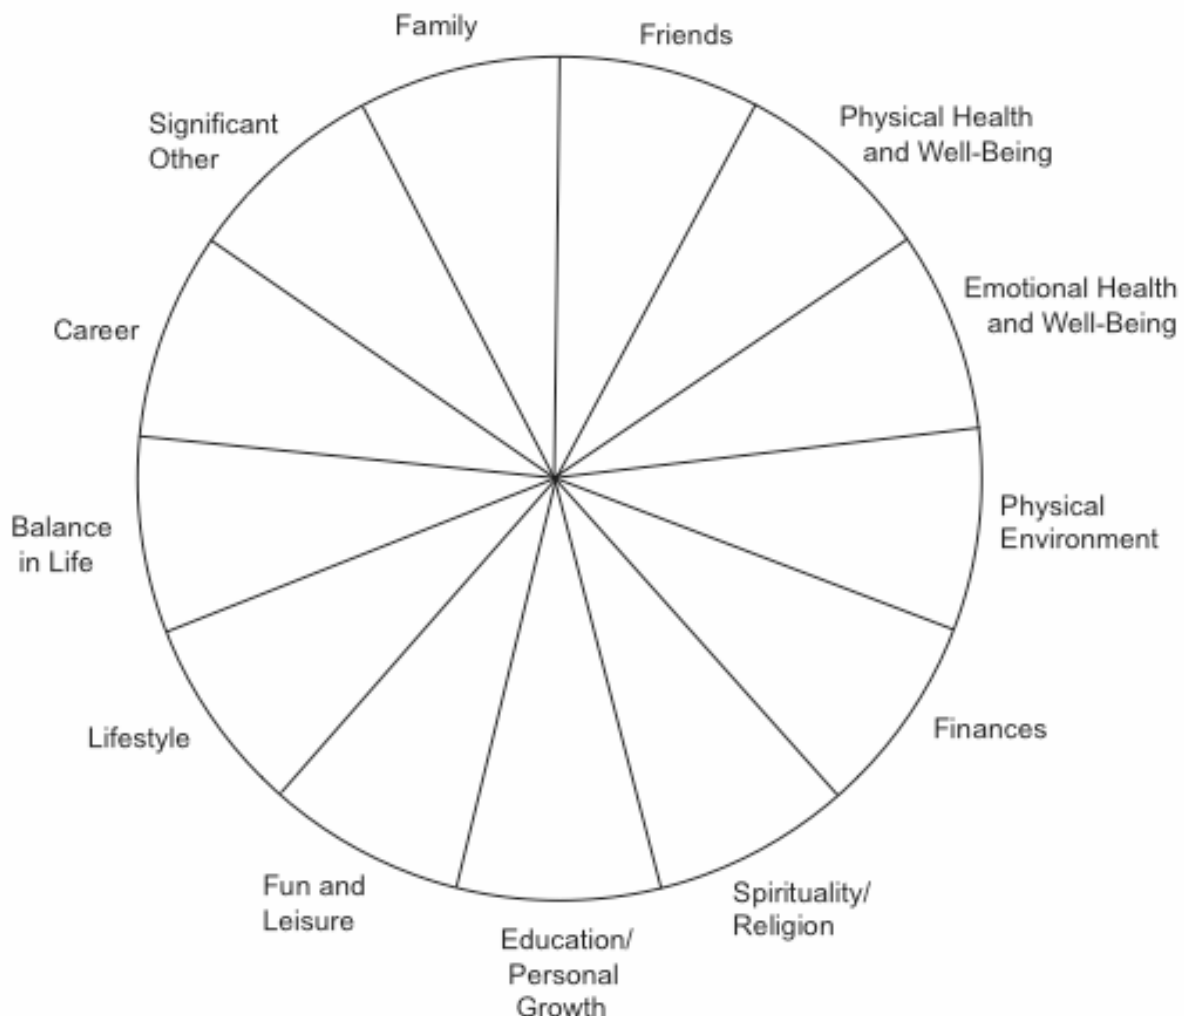 Family
Friends
Physical Health
and Well-Being
Emotional Health
and Well-Being
Physical
Environment
Finances
Spirituality/
Religion
Education/
Personal
Growth
Fun and
Leisure
Lifestyle
Balance
in Life
Career
Significant
Other